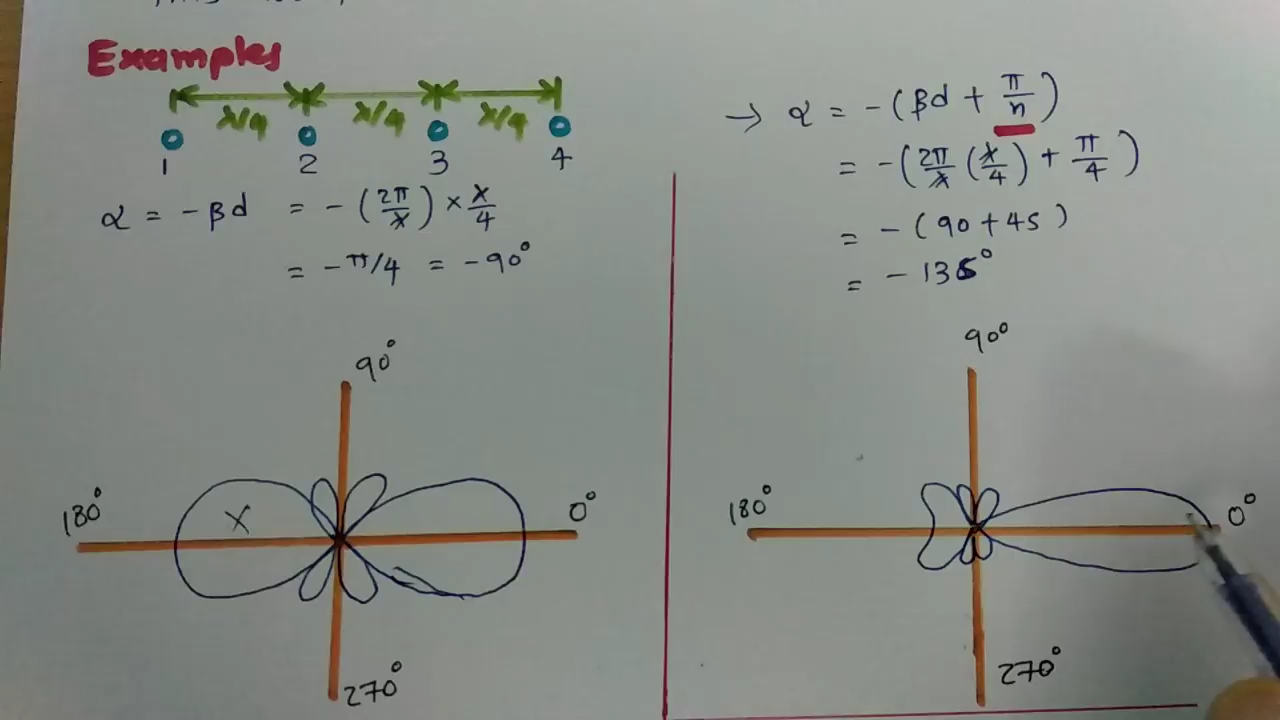 Examples
λ/4 λ/4 λ/4
1 2 3 4
α = -βd = -(2π/λ) × λ/4
= -π/4 = -90°
90°
180° X 0°
270°
→ α = -(βd + π/n)
= -(2π/λ (λ/4) + π/4)
= -(90+45)
= -135°
90°
180° 0°
270°